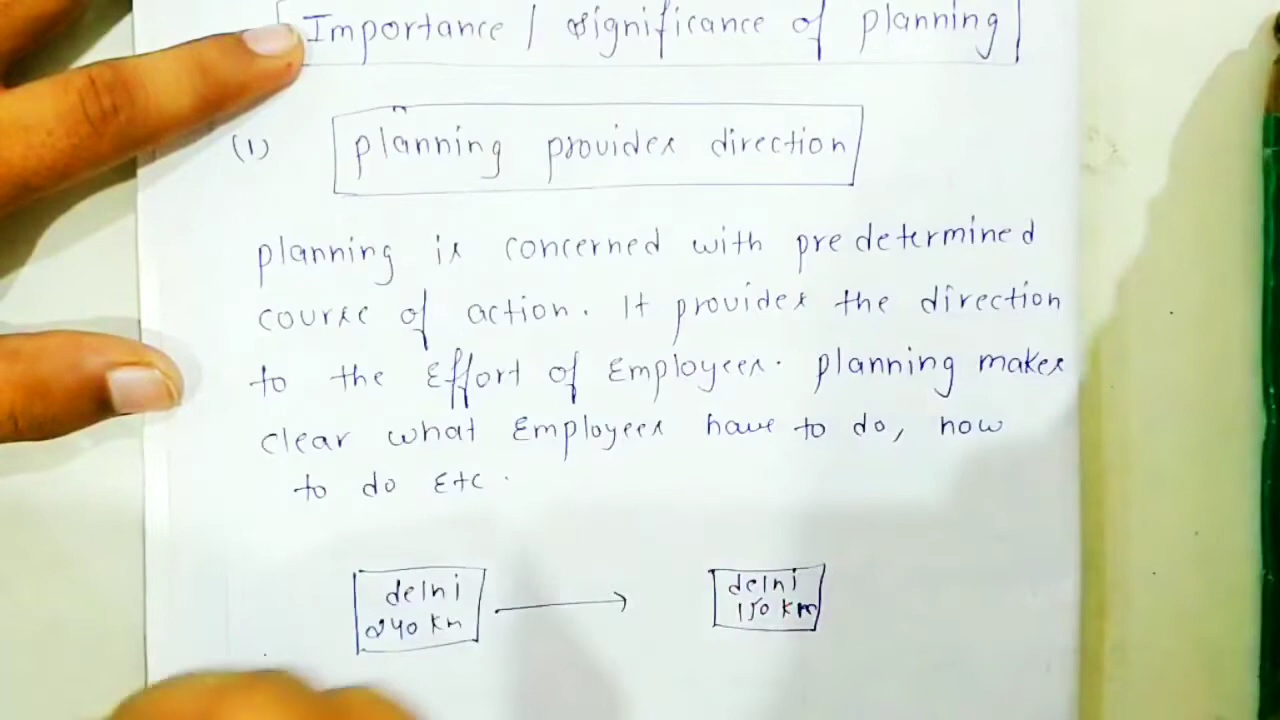 Importance / significance of planning
(1) planning provides direction
planning is concerned with predetermined
course of action. It provides the direction
to the Effort of Employees. planning makes
clear what Employees have to do, how
to do Etc.
delhi
240 km
delhi
150 km